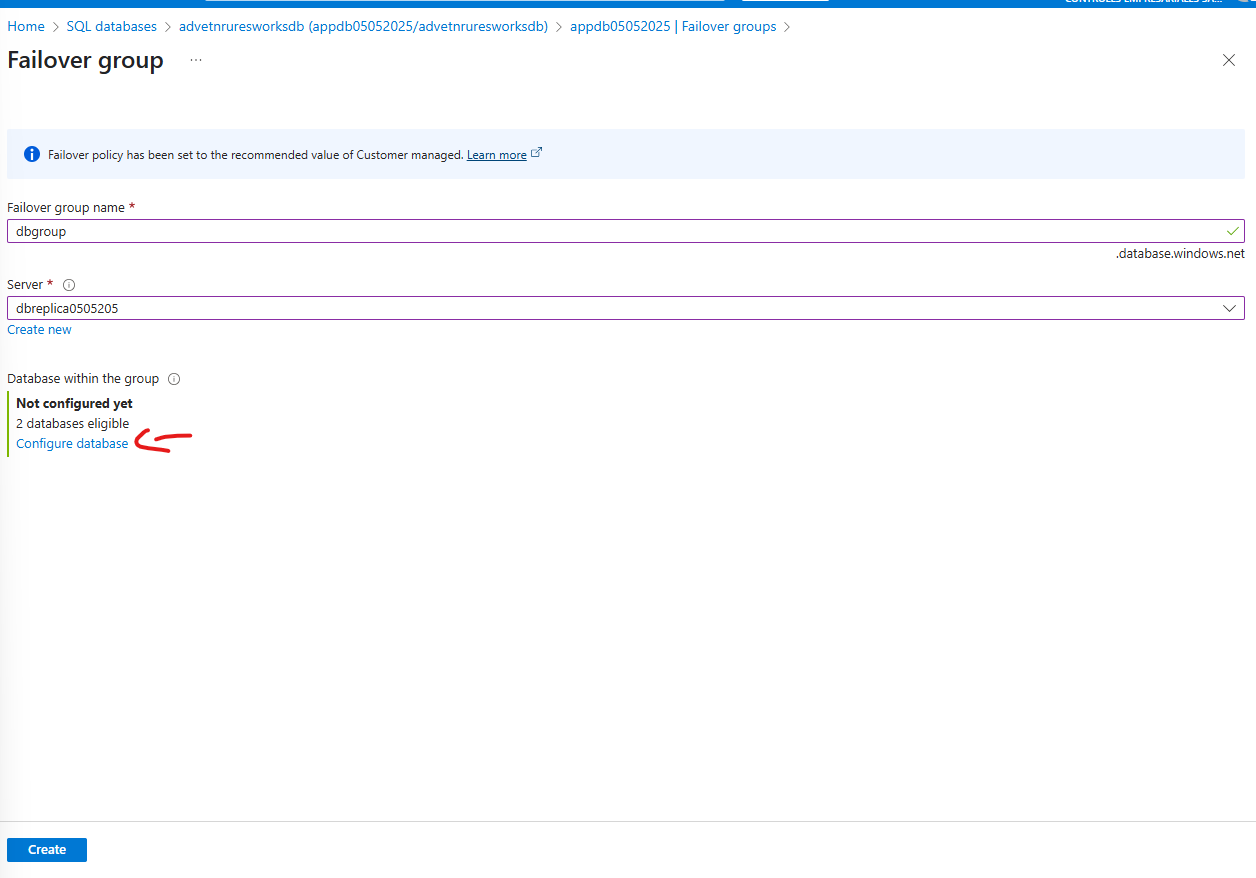 Home > SQL databases > advetnruresworksdb (appdb05052025/advetnruresworksdb) > appdb05052025 | Failover groups >
Failover group ...
Failover policy has been set to the recommended value of Customer managed. Learn more
Failover group name *
dbgroup
.database.windows.net
Server *
dbreplica0505205
Create new
Database within the group
Not configured yet
2 databases eligible
Configure database
Create